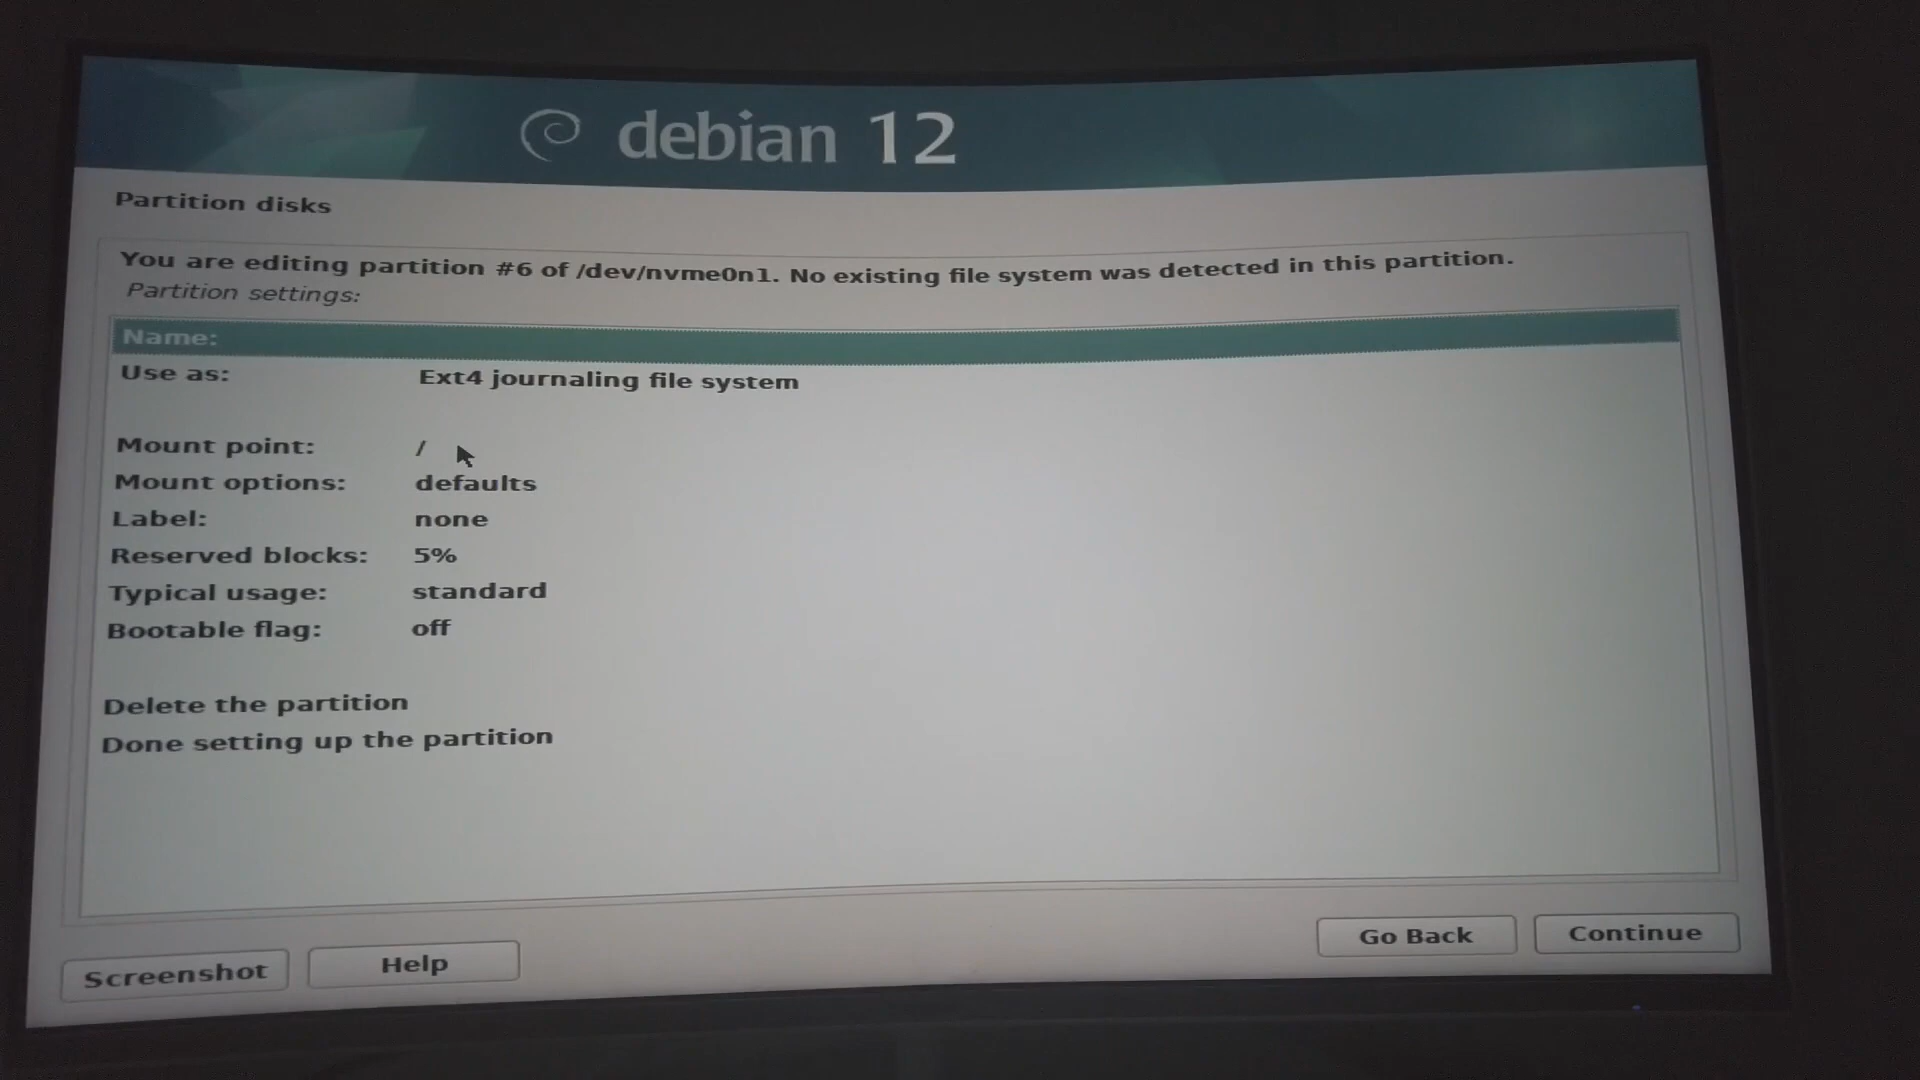 debian 12
Partition disks
You are editing partition #6 of /dev/nvme0n1. No existing file system was detected in this partition.
Partition settings:
Name:
Use as: Ext4 journaling file system
Mount point: /
Mount options: defaults
Label: none
Reserved blocks: 5%
Typical usage: standard
Bootable flag: off
Delete the partition
Done setting up the partition
Screenshot Help Go Back Continue